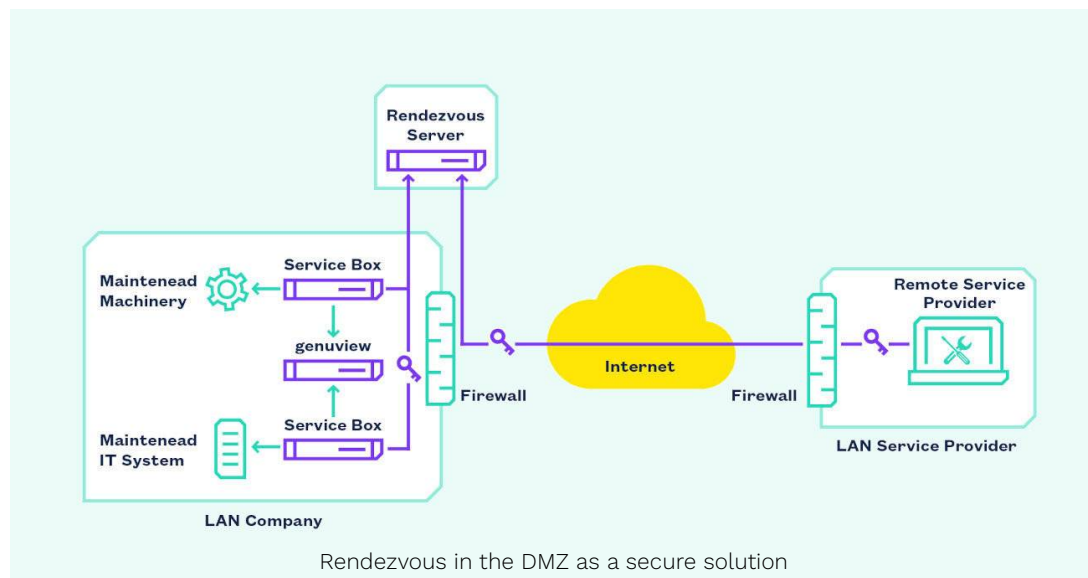 Rendezvous
Server
Service Box
Maintenead
Machinery
genuview
Service Box
Maintenead
IT System
Firewall
LAN Company
Internet
Firewall
Remote Service
Provider
LAN Service Provider
Rendezvous in the DMZ as a secure solution